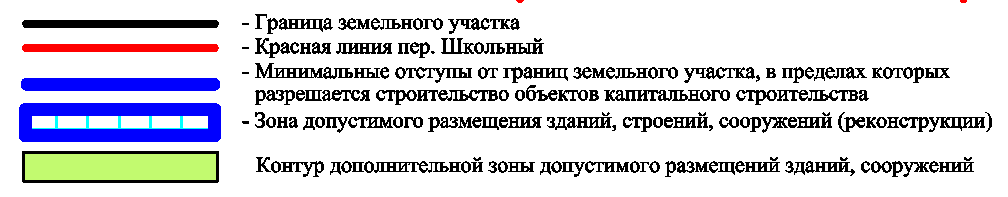 - Граница земельного участка
- Красная линия пер. Школьный
- Минимальные отступы от границ земельного участка, в пределах которых
разрешается строительство объектов капитального строительства
- Зона допустимого размещения зданий, строений, сооружений (реконструкции)
Контур дополнительной зоны допустимого размещений зданий, сооружений